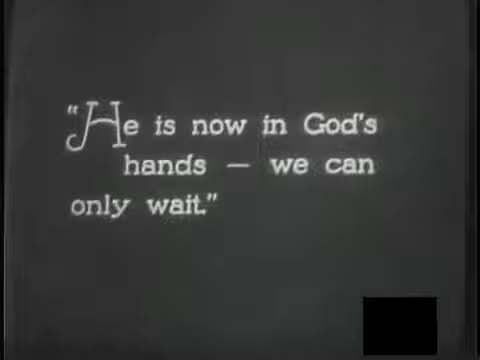 "He is now in God's
hands — we can
only wait."